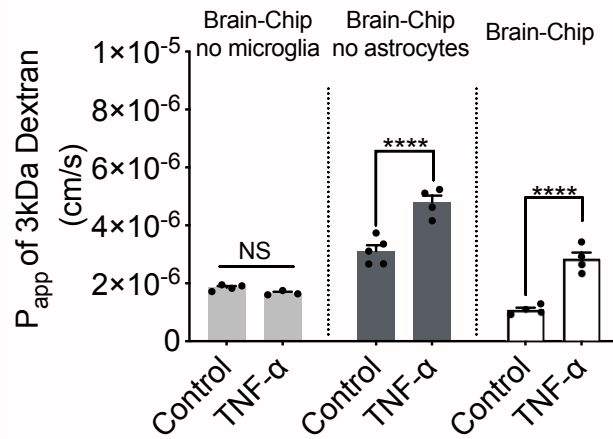 Brain-Chip
no microglia
Brain-Chip
no astrocytes
Brain-Chip
P_app of 3kDa Dextran
(cm/s)
1×10⁻⁵
8×10⁻⁶
6×10⁻⁶
4×10⁻⁶
2×10⁻⁶
0
NS
****
****
Control
TNF-α
Control
TNF-α
Control
TNF-α